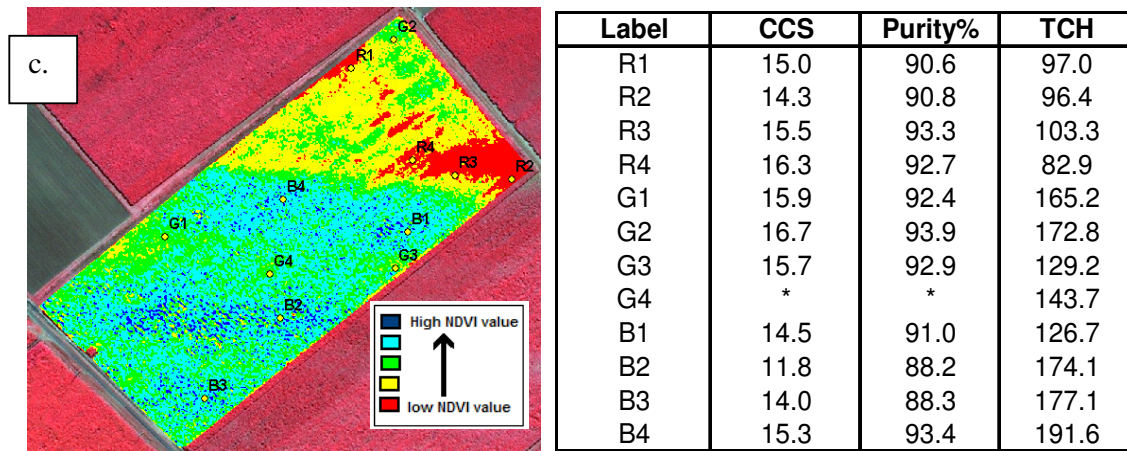 c.
G2
R1
R4
R3
R2
B4
B1
G1
G3
G4
B2
B3
High NDVI value
low NDVI value
Label CCS Purity% TCH
R1 15.0 90.6 97.0
R2 14.3 90.8 96.4
R3 15.5 93.3 103.3
R4 16.3 92.7 82.9
G1 15.9 92.4 165.2
G2 16.7 93.9 172.8
G3 15.7 92.9 129.2
G4 * * 143.7
B1 14.5 91.0 126.7
B2 11.8 88.2 174.1
B3 14.0 88.3 177.1
B4 15.3 93.4 191.6